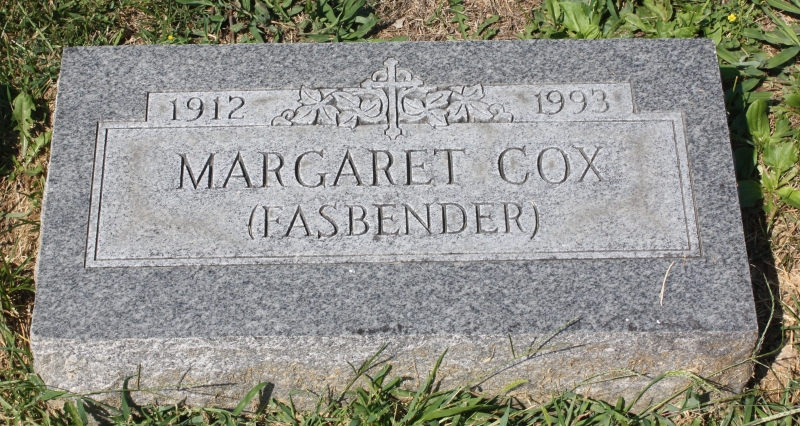 1912 1993
MARGARET COX
(FASBENDER)